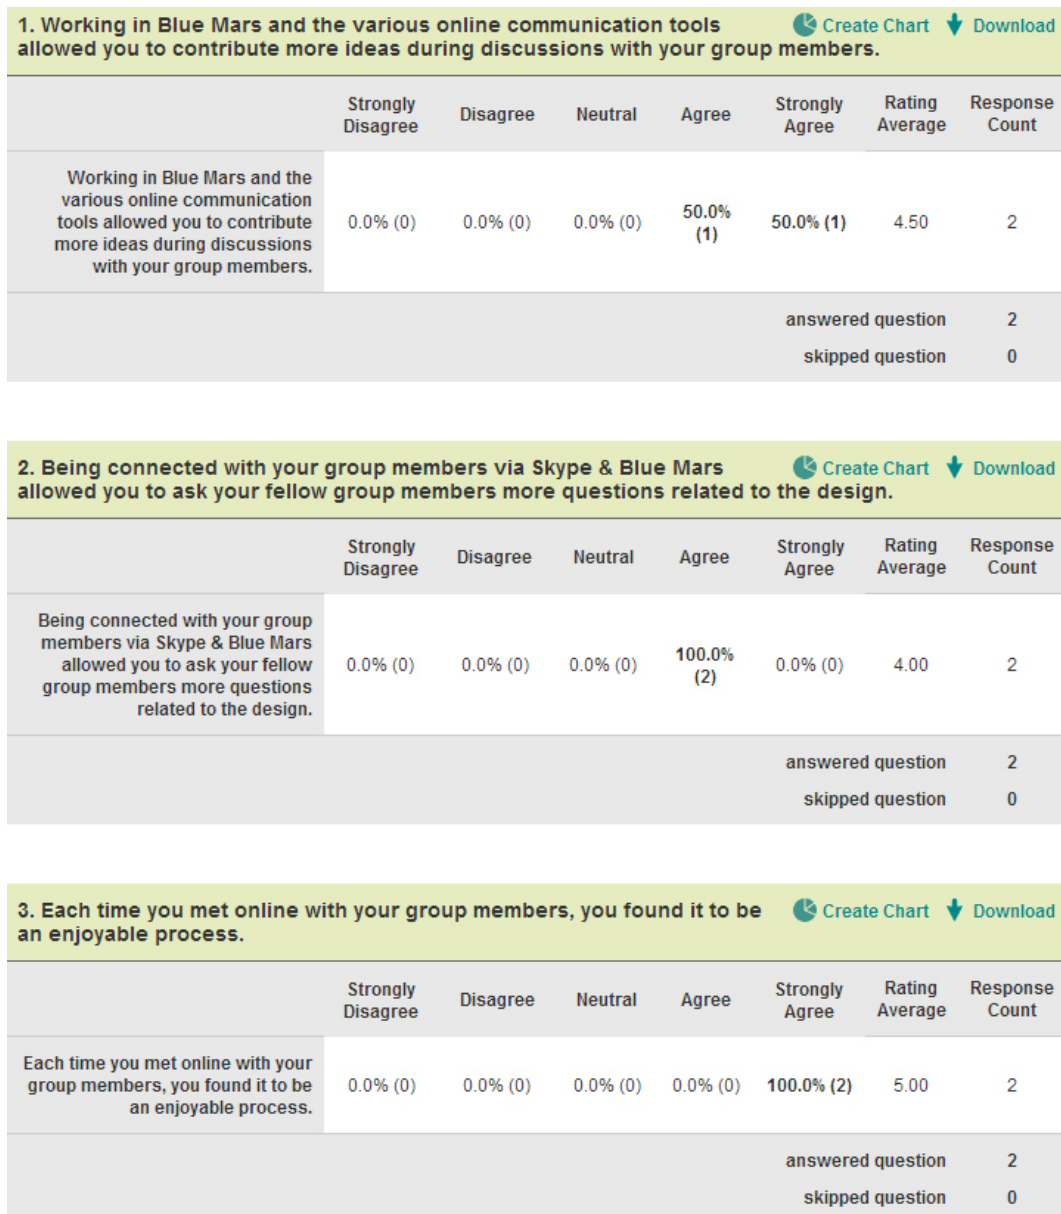 1. Working in Blue Mars and the various online communication tools Create Chart Download
allowed you to contribute more ideas during discussions with your group members.
Strongly Disagree Disagree Neutral Agree Strongly Agree Rating Average Response Count
Working in Blue Mars and the
various online communication
tools allowed you to contribute
more ideas during discussions
with your group members.
0.0% (0) 0.0% (0) 0.0% (0) 50.0% (1) 50.0% (1) 4.50 2
answered question 2
skipped question 0
2. Being connected with your group members via Skype & Blue Mars Create Chart Download
allowed you to ask your fellow group members more questions related to the design.
Strongly Disagree Disagree Neutral Agree Strongly Agree Rating Average Response Count
Being connected with your group
members via Skype & Blue Mars
allowed you to ask your fellow
group members more questions
related to the design.
0.0% (0) 0.0% (0) 0.0% (0) 100.0% (2) 0.0% (0) 4.00 2
answered question 2
skipped question 0
3. Each time you met online with your group members, you found it to be Create Chart Download
an enjoyable process.
Strongly Disagree Disagree Neutral Agree Strongly Agree Rating Average Response Count
Each time you met online with your
group members, you found it to be
an enjoyable process.
0.0% (0) 0.0% (0) 0.0% (0) 0.0% (0) 100.0% (2) 5.00 2
answered question 2
skipped question 0